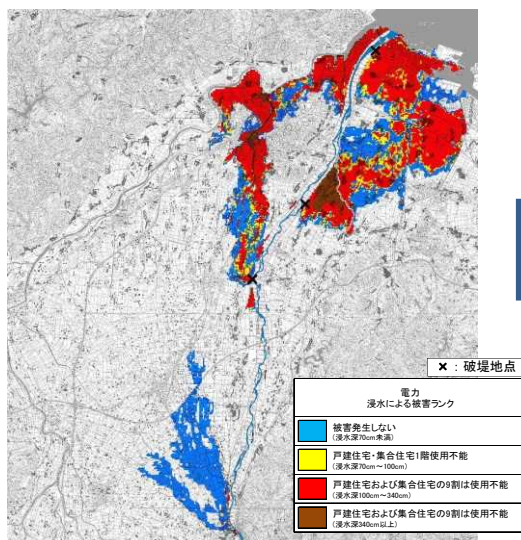 ×：破堤地点
電力
浸水による被害ランク
被害発生しない
(浸水深70cm未満)
戸建住宅・集合住宅1階使用不能
(浸水深70cm～100cm)
戸建住宅および集合住宅の9割は使用不能
(浸水深100cm～340cm)
戸建住宅および集合住宅の9割は使用不能
(浸水深340cm以上)